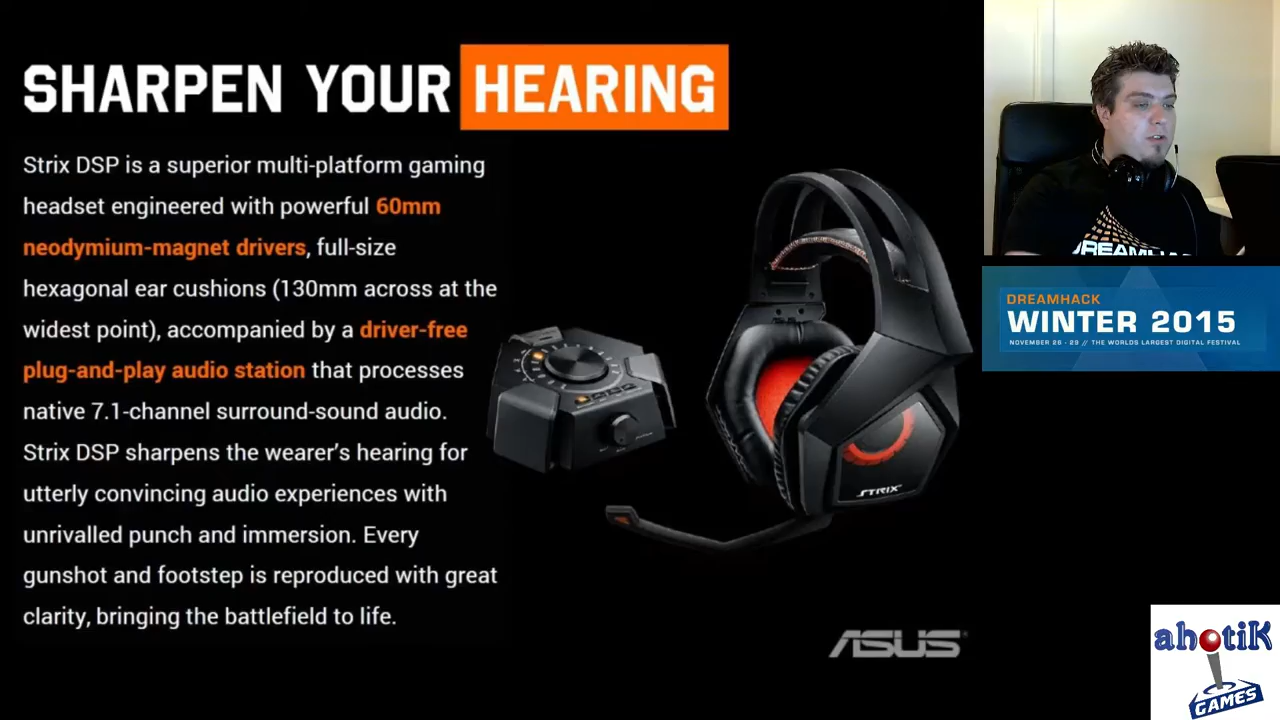 SHARPEN YOUR HEARING
Strix DSP is a superior multi-platform gaming
headset engineered with powerful 60mm
neodymium-magnet drivers, full-size
hexagonal ear cushions (130mm across at the
widest point), accompanied by a driver-free
plug-and-play audio station that processes
native 7.1-channel surround-sound audio.
Strix DSP sharpens the wearer's hearing for
utterly convincing audio experiences with
unrivalled punch and immersion. Every
gunshot and footstep is reproduced with great
clarity, bringing the battlefield to life.
STRIX
ASUS
DREAMHA
DREAMHACK
WINTER 2015
NOVEMBER 26 - 29 // THE WORLDS LARGEST DIGITAL FESTIVAL
ahotiK
GAMES